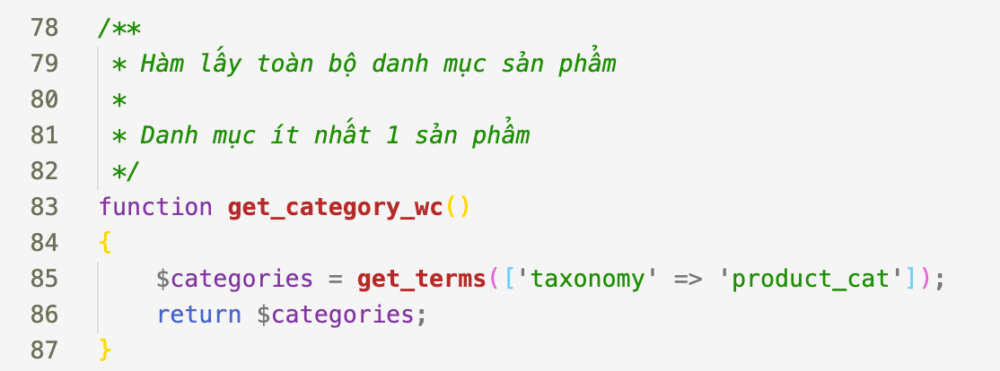 78 /**
79  * Hàm lấy toàn bộ danh mục sản phẩm
80  *
81  * Danh mục ít nhất 1 sản phẩm
82  */
83 function get_category_wc()
84 {
85     $categories = get_terms(['taxonomy' => 'product_cat']);
86     return $categories;
87 }